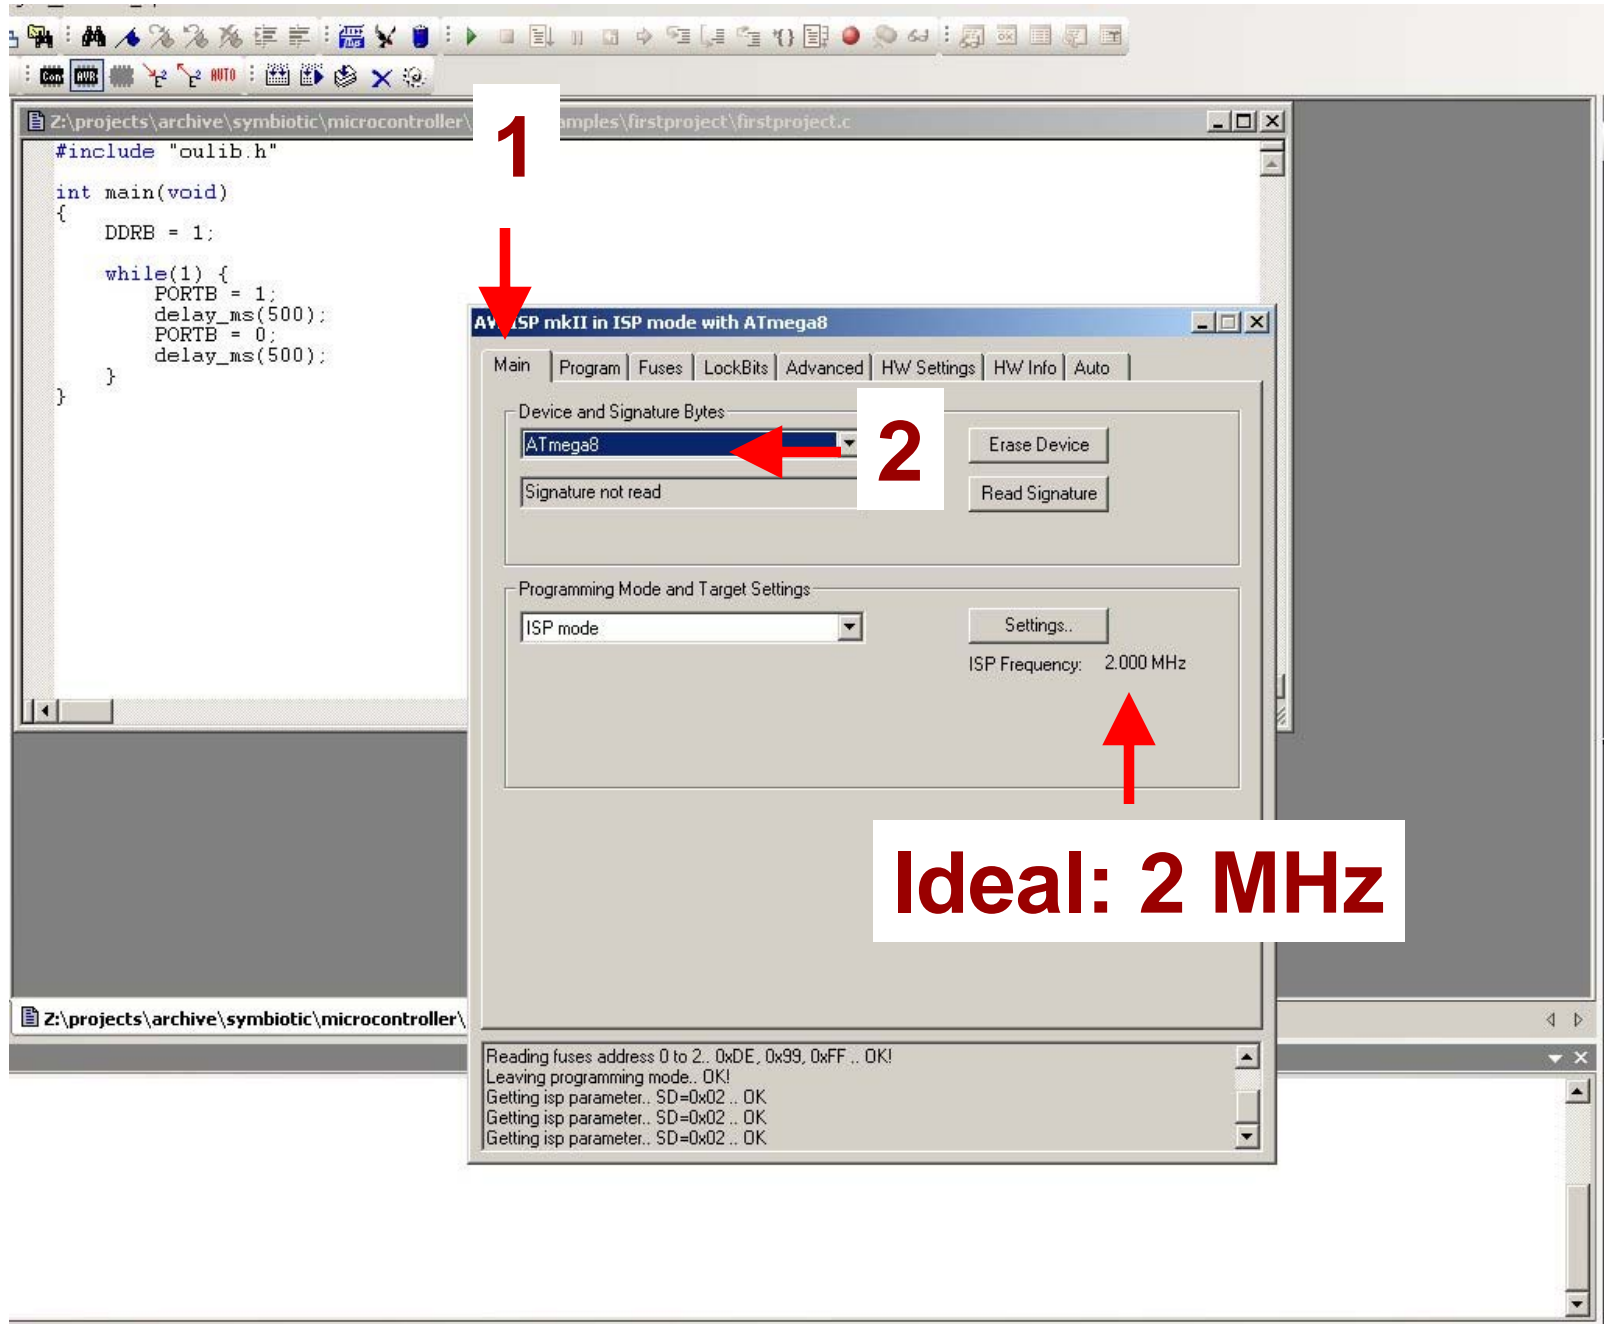 Con AVR AUTO
Z:\projects\archive\symbiotic\microcontroller\
amples\firstproject\firstproject.c
1
#include "oulib.h"
int main(void)
{
DDRB = 1;
while(1) {
PORTB = 1;
delay_ms(500);
PORTB = 0;
delay_ms(500);
}
}
ISP mkII in ISP mode with ATmega8
Main Program Fuses LockBits Advanced HW Settings HW Info Auto
Device and Signature Bytes
ATmega8
2
Erase Device
Signature not read
Read Signature
Programming Mode and Target Settings
ISP mode
Settings..
ISP Frequency: 2.000 MHz
Ideal: 2 MHz
Z:\projects\archive\symbiotic\microcontroller\
Reading fuses address 0 to 2.. 0xDE, 0x99, 0xFF .. OK!
Leaving programming mode.. OK!
Getting isp parameter.. SD=0x02 .. OK
Getting isp parameter.. SD=0x02 .. OK
Getting isp parameter.. SD=0x02 .. OK